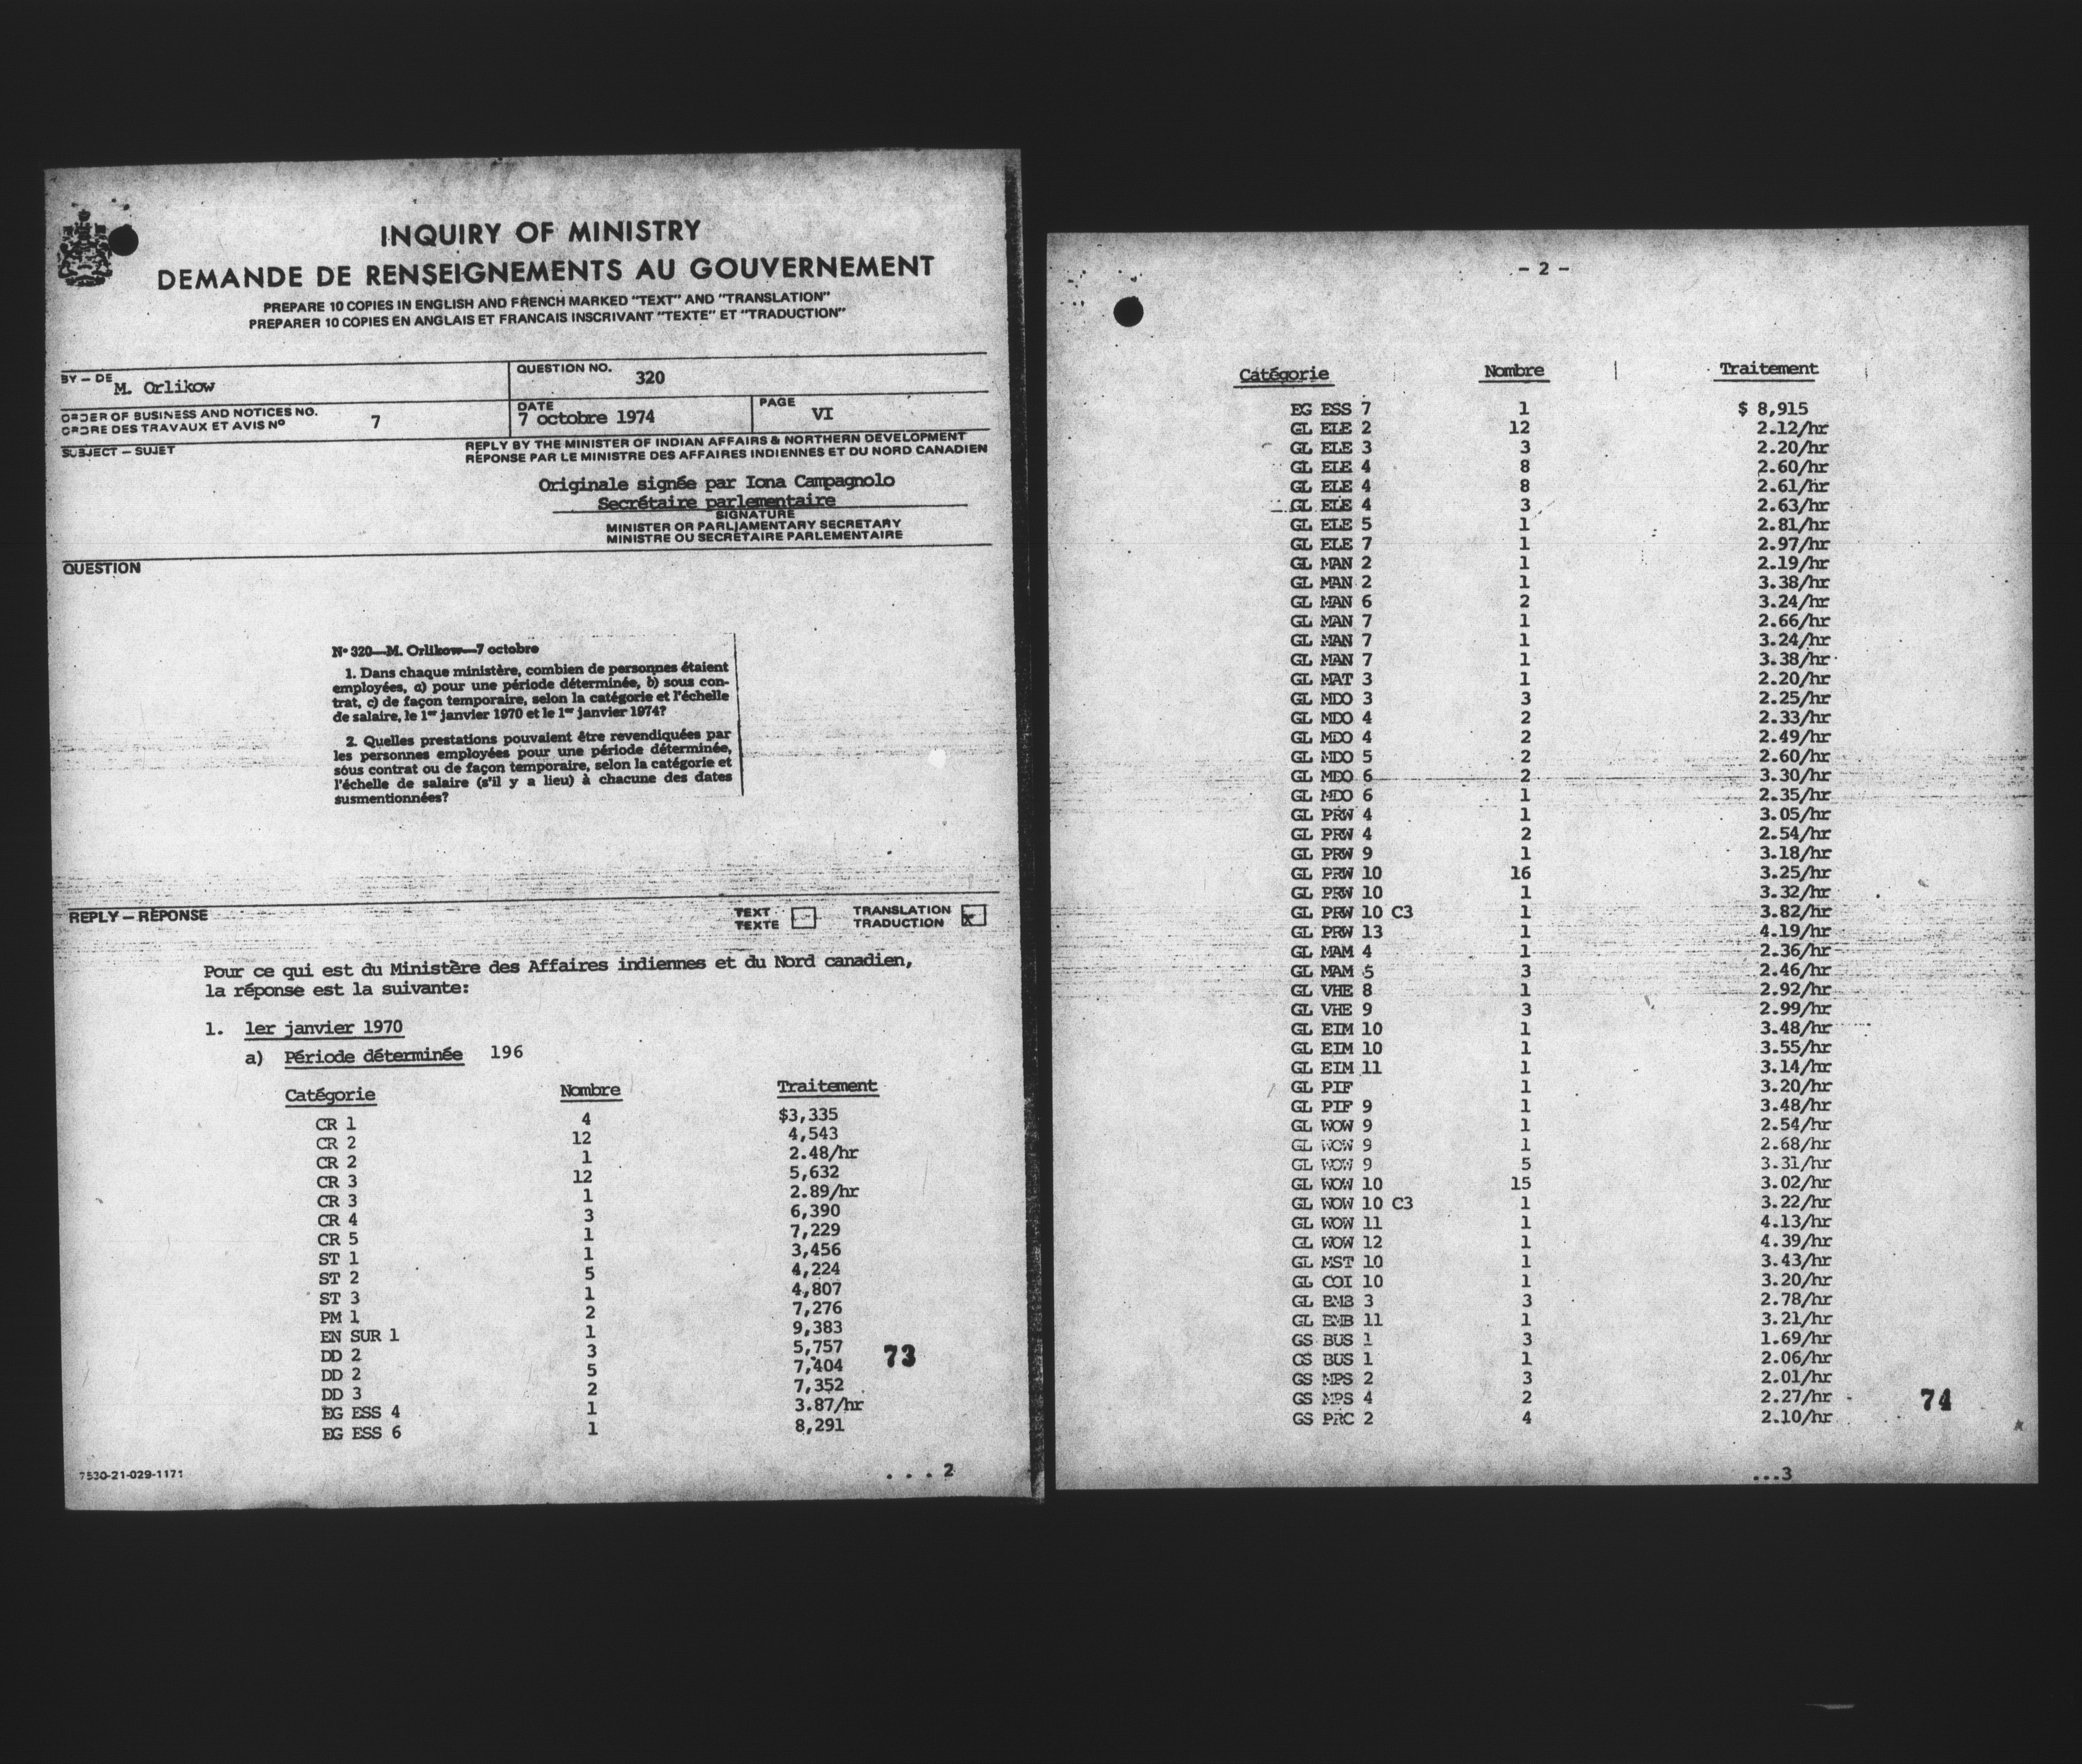 INQUIRY OF MINISTRY
DEMANDE DE RENSEIGNEMENTS AU GOUVERNEMENT
PREPARE 10 COPIES IN ENGLISH AND FRENCH MARKED "TEXT" AND "TRANSLATION"
PREPARER 10 COPIES EN ANGLAIS ET FRANCAIS INSCRIVANT "TEXTE" ET "TRADUCTION"
BY – DE M. Orlikow
QUESTION NO. 320
ORDER OF BUSINESS AND NOTICES NO.
ORDRE DES TRAVAUX ET AVIS Nº 7
DATE 7 octobre 1974
PAGE VI
SUBJECT – SUJET
REPLY BY THE MINISTER OF INDIAN AFFAIRS & NORTHERN DEVELOPMENT
RÉPONSE PAR LE MINISTRE DES AFFAIRES INDIENNES ET DU NORD CANADIEN
Originale signée par Iona Campagnolo
Secrétaire parlementaire
SIGNATURE
MINISTER OR PARLIAMENTARY SECRETARY
MINISTRE OU SECRÉTAIRE PARLEMENTAIRE
QUESTION
Nº 320—M. Orlikow—7 octobre
1. Dans chaque ministère, combien de personnes étaient
employées, a) pour une période déterminée, b) sous con-
trat, c) de façon temporaire, selon la catégorie et l'échelle
de salaire, le 1er janvier 1970 et le 1er janvier 1974?
2. Quelles prestations pouvaient être revendiquées par
les personnes employées pour une période déterminée,
sous contrat ou de façon temporaire, selon la catégorie et
l'échelle de salaire (s'il y a lieu) à chacune des dates
susmentionnées?
REPLY – RÉPONSE
TEXT
TEXTE
TRANSLATION
TRADUCTION x
Pour ce qui est du Ministère des Affaires indiennes et du Nord canadien,
la réponse est la suivante:
1. 1er janvier 1970
a) Période déterminée 196
Catégorie Nombre Traitement
CR 1 4 $3,335
CR 2 12 4,543
CR 2 1 2.48/hr
CR 3 12 5,632
CR 3 1 2.89/hr
CR 4 3 6,390
CR 5 1 7,229
ST 1 1 3,456
ST 2 5 4,224
ST 3 1 4,807
PM 1 2 7,276
EN SUR 1 1 9,383
DD 2 3 5,757
DD 2 5 7,404
DD 3 2 7,352
EG ESS 4 1 3.87/hr
EG ESS 6 1 8,291
73
7530-21-029-1171
. . . 2
- 2 -
Catégorie Nombre Traitement
EG ESS 7 1 $ 8,915
GL ELE 2 12 2.12/hr
GL ELE 3 3 2.20/hr
GL ELE 4 8 2.60/hr
GL ELE 4 8 2.61/hr
GL ELE 4 3 2.63/hr
GL ELE 5 1 2.81/hr
GL ELE 7 1 2.97/hr
GL MAN 2 1 2.19/hr
GL MAN 2 1 3.38/hr
GL MAN 6 2 3.24/hr
GL MAN 7 1 2.66/hr
GL MAN 7 1 3.24/hr
GL MAN 7 1 3.38/hr
GL MAT 3 1 2.20/hr
GL MDO 3 3 2.25/hr
GL MDO 4 2 2.33/hr
GL MDO 4 2 2.49/hr
GL MDO 5 2 2.60/hr
GL MDO 6 2 3.30/hr
GL MDO 6 1 2.35/hr
GL PRW 4 1 3.05/hr
GL PRW 4 2 2.54/hr
GL PRW 9 1 3.18/hr
GL PRW 10 16 3.25/hr
GL PRW 10 1 3.32/hr
GL PRW 10 C3 1 3.82/hr
GL PRW 13 1 4.19/hr
GL MAM 4 1 2.36/hr
GL MAM 5 3 2.46/hr
GL VHE 8 1 2.92/hr
GL VHE 9 3 2.99/hr
GL EIM 10 1 3.48/hr
GL EIM 10 1 3.55/hr
GL EIM 11 1 3.14/hr
GL PIF 1 3.20/hr
GL PIF 9 1 3.48/hr
GL WOW 9 1 2.54/hr
GL WOW 9 1 2.68/hr
GL WOW 9 5 3.31/hr
GL WOW 10 15 3.02/hr
GL WOW 10 C3 1 3.22/hr
GL WOW 11 1 4.13/hr
GL WOW 12 1 4.39/hr
GL MST 10 1 3.43/hr
GL COI 10 1 3.20/hr
GL BMB 3 3 2.78/hr
GL BMB 11 1 3.21/hr
GS BUS 1 3 1.69/hr
GS BUS 1 1 2.06/hr
GS MPS 2 3 2.01/hr
GS MPS 4 2 2.27/hr
GS PRC 2 4 2.10/hr
74
...3